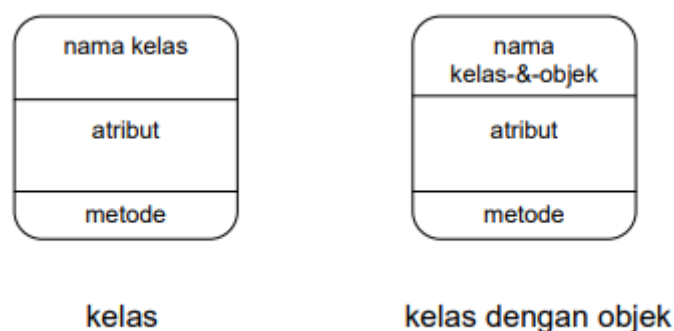 nama kelas
atribut
metode
kelas
nama
kelas-&-objek
atribut
metode
kelas dengan objek